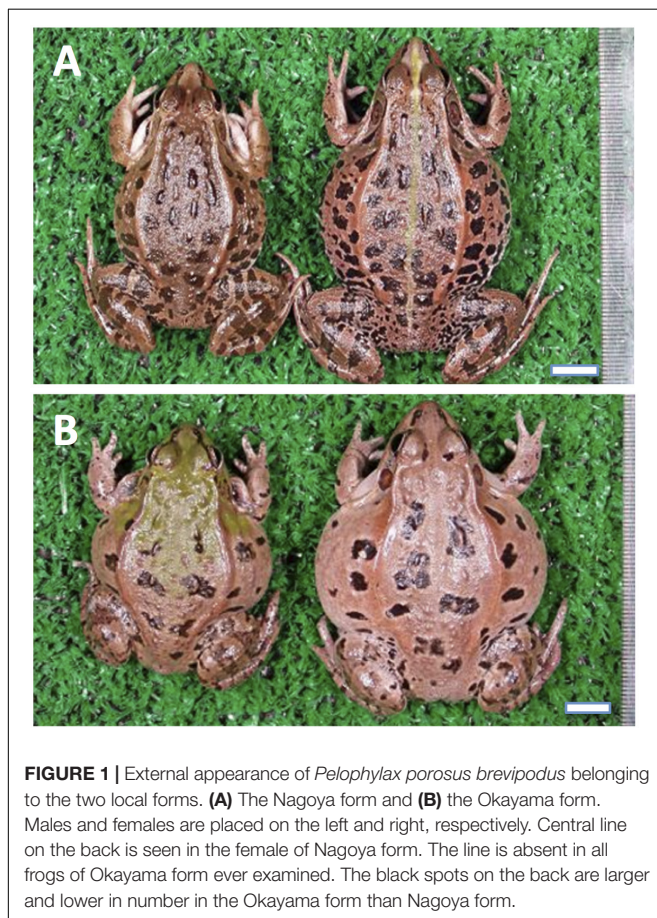 A
B
FIGURE 1 | External appearance of Pelophylax porosus brevipodus belonging
to the two local forms. (A) The Nagoya form and (B) the Okayama form.
Males and females are placed on the left and right, respectively. Central line
on the back is seen in the female of Nagoya form. The line is absent in all
frogs of Okayama form ever examined. The black spots on the back are larger
and lower in number in the Okayama form than Nagoya form.